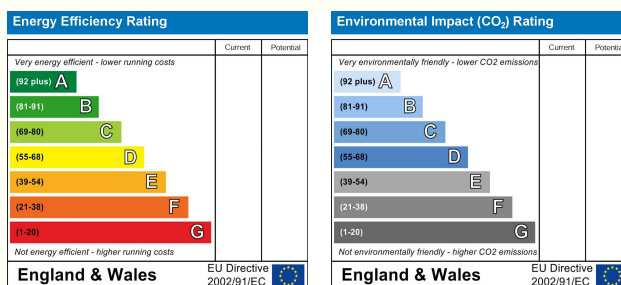 Energy Efficiency Rating
Current Potential
Very energy efficient - lower running costs
(92 plus) A
(81-91) B
(69-80) C
(55-68) D
(39-54) E
(21-38) F
(1-20) G
Not energy efficient - higher running costs
England & Wales
EU Directive
2002/91/EC
Environmental Impact (CO₂) Rating
Current Potential
Very environmentally friendly - lower CO2 emissions
(92 plus) A
(81-91) B
(69-80) C
(55-68) D
(39-54) E
(21-38) F
(1-20) G
Not environmentally friendly - higher CO2 emissions
England & Wales
EU Directive
2002/91/EC